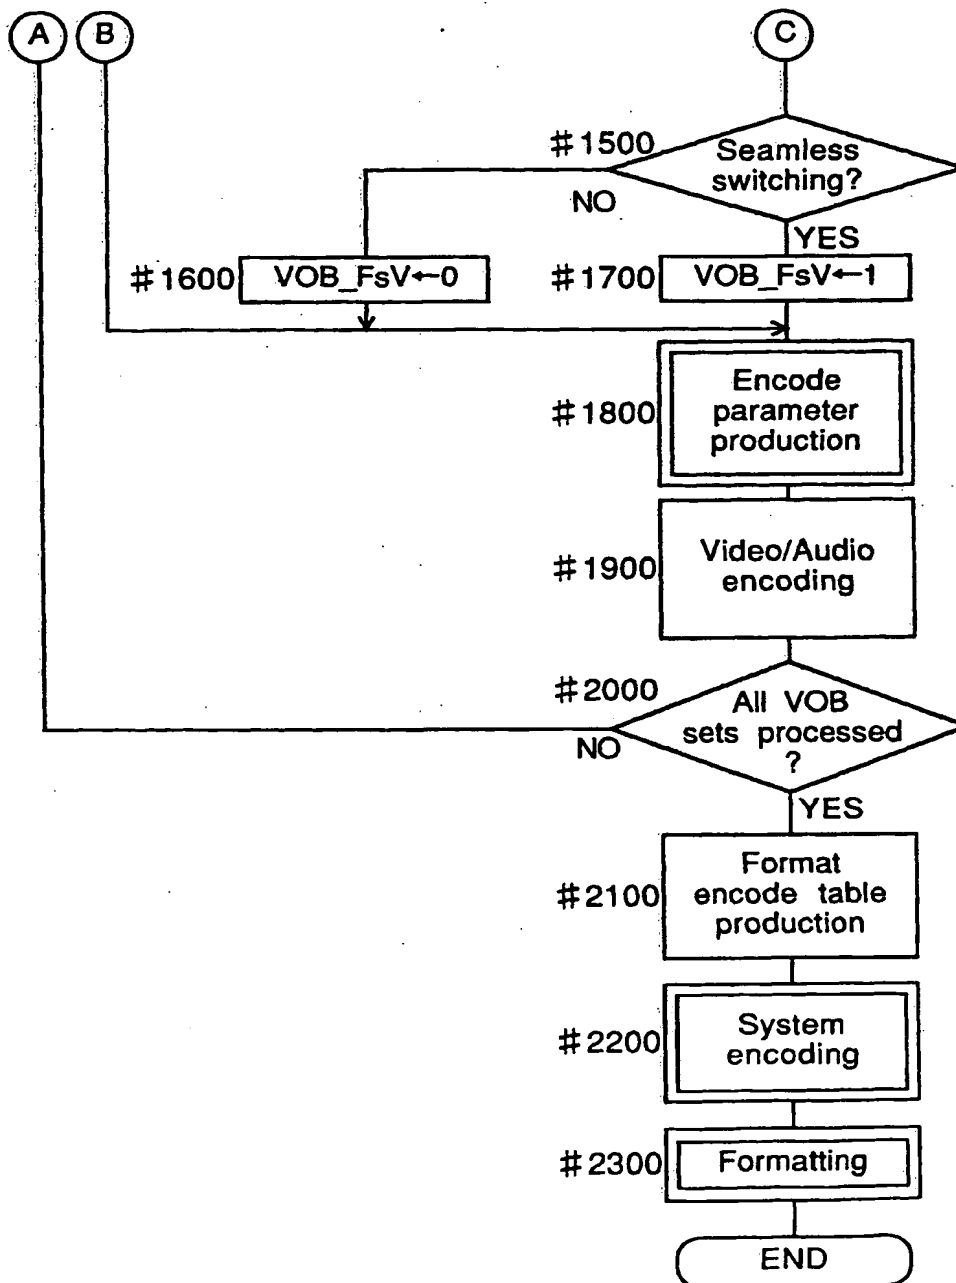 A B C
#1500
Seamless
switching?
NO
YES
#1600 VOB_FsV←0
#1700 VOB_FsV←1
#1800
Encode
parameter
production
#1900
Video/Audio
encoding
#2000
All VOB
sets processed
?
NO
YES
#2100
Format
encode table
production
#2200
System
encoding
#2300 Formatting
END